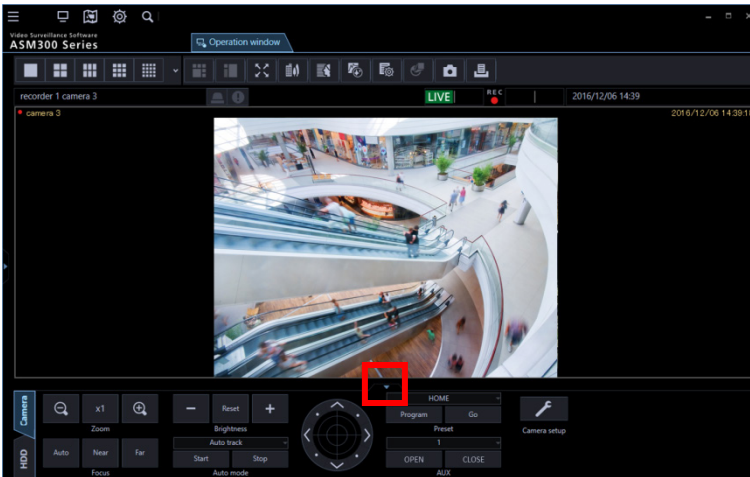 Video Surveillance Software
ASM300 Series
Operation window
recorder 1 camera 3
LIVE
REC
2016/12/06 14:39
camera 3
2016/12/06 14:39:1
Camera
HDD
x1
Zoom
Auto
Near
Far
Focus
Reset
Brightness
Auto track
Start
Stop
Auto mode
HOME
Program
Go
Preset
1
OPEN
CLOSE
AUX
Camera setup